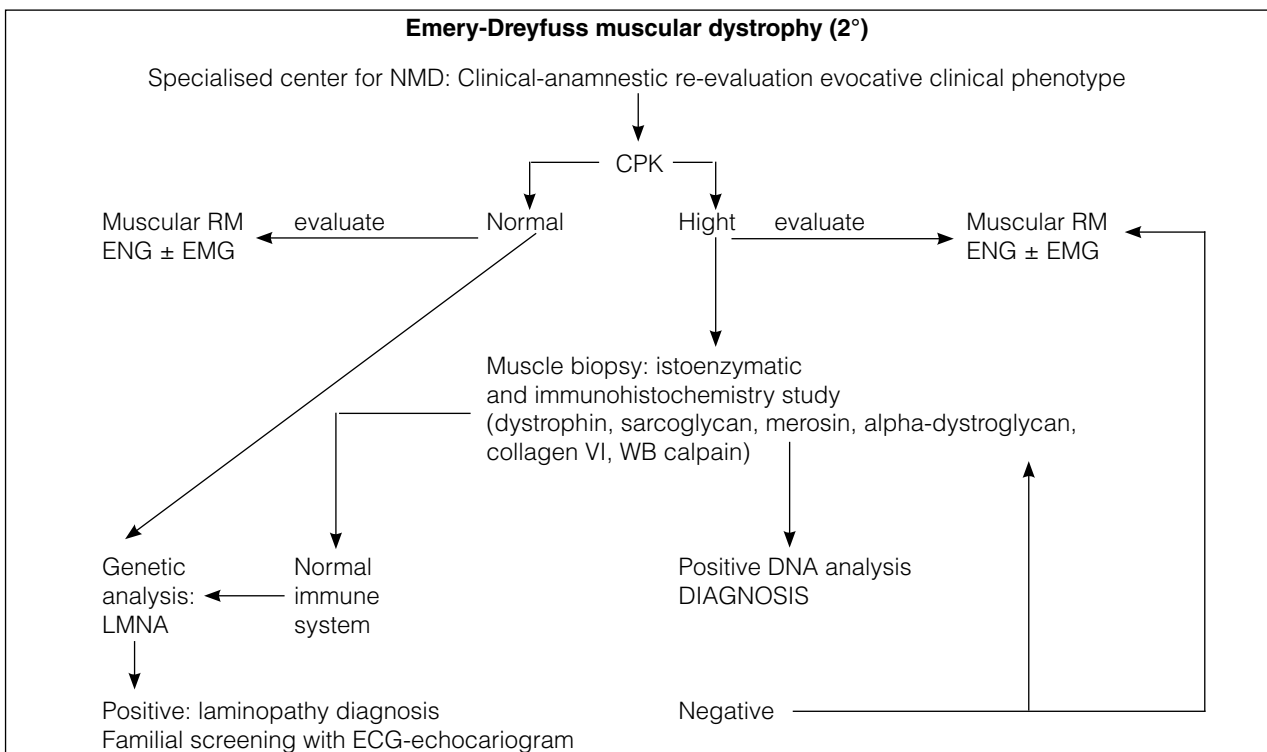 Emery-Dreyfuss muscular dystrophy (2°)
Specialised center for NMD: Clinical-anamnestic re-evaluation evocative clinical phenotype
CPK
Muscular RM
ENG ± EMG
evaluate
Normal
Hight
evaluate
Muscular RM
ENG ± EMG
Muscle biopsy: istoenzymatic
and immunohistochemistry study
(dystrophin, sarcoglycan, merosin, alpha-dystroglycan,
collagen VI, WB calpain)
Genetic
analysis:
LMNA
Normal
immune
system
Positive DNA analysis
DIAGNOSIS
Positive: laminopathy diagnosis
Familial screening with ECG-echocariogram
Negative